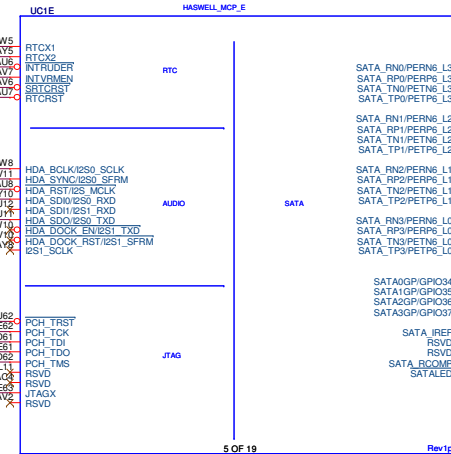 UC1E
HASWELL_MCP_E
RTCX1
RTCX2
INTRUDER
INTVRMEN
SRTCRST
RTCRST
RTC
HDA_BCLK/I2S0_SCLK
HDA_SYNC/I2S0_SFRM
HDA_RST/I2S_MCLK
HDA_SDI0/I2S0_RXD
HDA_SDI1/I2S1_RXD
HDA_SDO/I2S0_TXD
HDA_DOCK_EN/I2S1_TXD
HDA_DOCK_RST/I2S1_SFRM
I2S1_SCLK
AUDIO
PCH_TRST
PCH_TCK
PCH_TDI
PCH_TDO
PCH_TMS
RSVD
RSVD
JTAGX
RSVD
JTAG
SATA
SATA_RN0/PERN6_L3
SATA_RP0/PERP6_L3
SATA_TN0/PETN6_L3
SATA_TP0/PETP6_L3
SATA_RN1/PERN6_L2
SATA_RP1/PERP6_L2
SATA_TN1/PETN6_L2
SATA_TP1/PETP6_L2
SATA_RN2/PERN6_L1
SATA_RP2/PERP6_L1
SATA_TN2/PETN6_L1
SATA_TP2/PETP6_L1
SATA_RN3/PERN6_L0
SATA_RP3/PERP6_L0
SATA_TN3/PETN6_L0
SATA_TP3/PETP6_L0
SATA0GP/GPIO34
SATA1GP/GPIO35
SATA2GP/GPIO36
SATA3GP/GPIO37
SATA_IREF
RSVD
RSVD
SATA_RCOMP
SATALED
5 OF 19
Rev1p